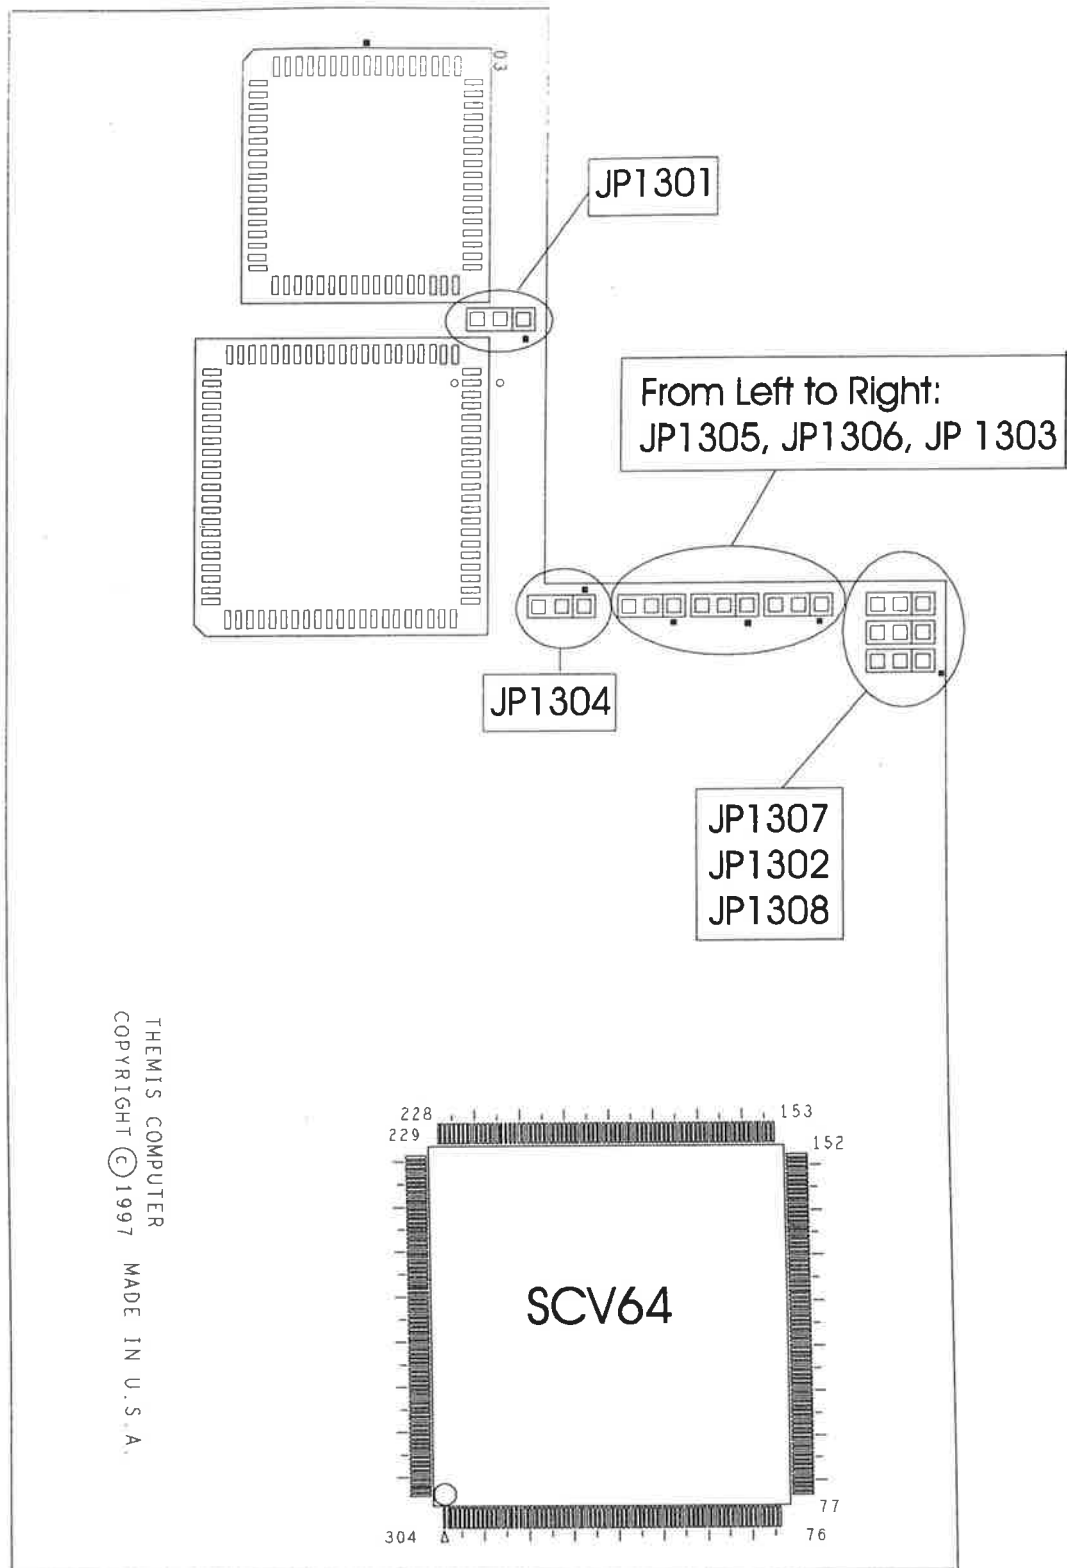 03
JP1301
From Left to Right:
JP1305, JP1306, JP 1303
JP1304
JP1307
JP1302
JP1308
THEMIS COMPUTER
COPYRIGHT © 1997 MADE IN U.S.A.
228
153
229
152
SCV64
77
304
76